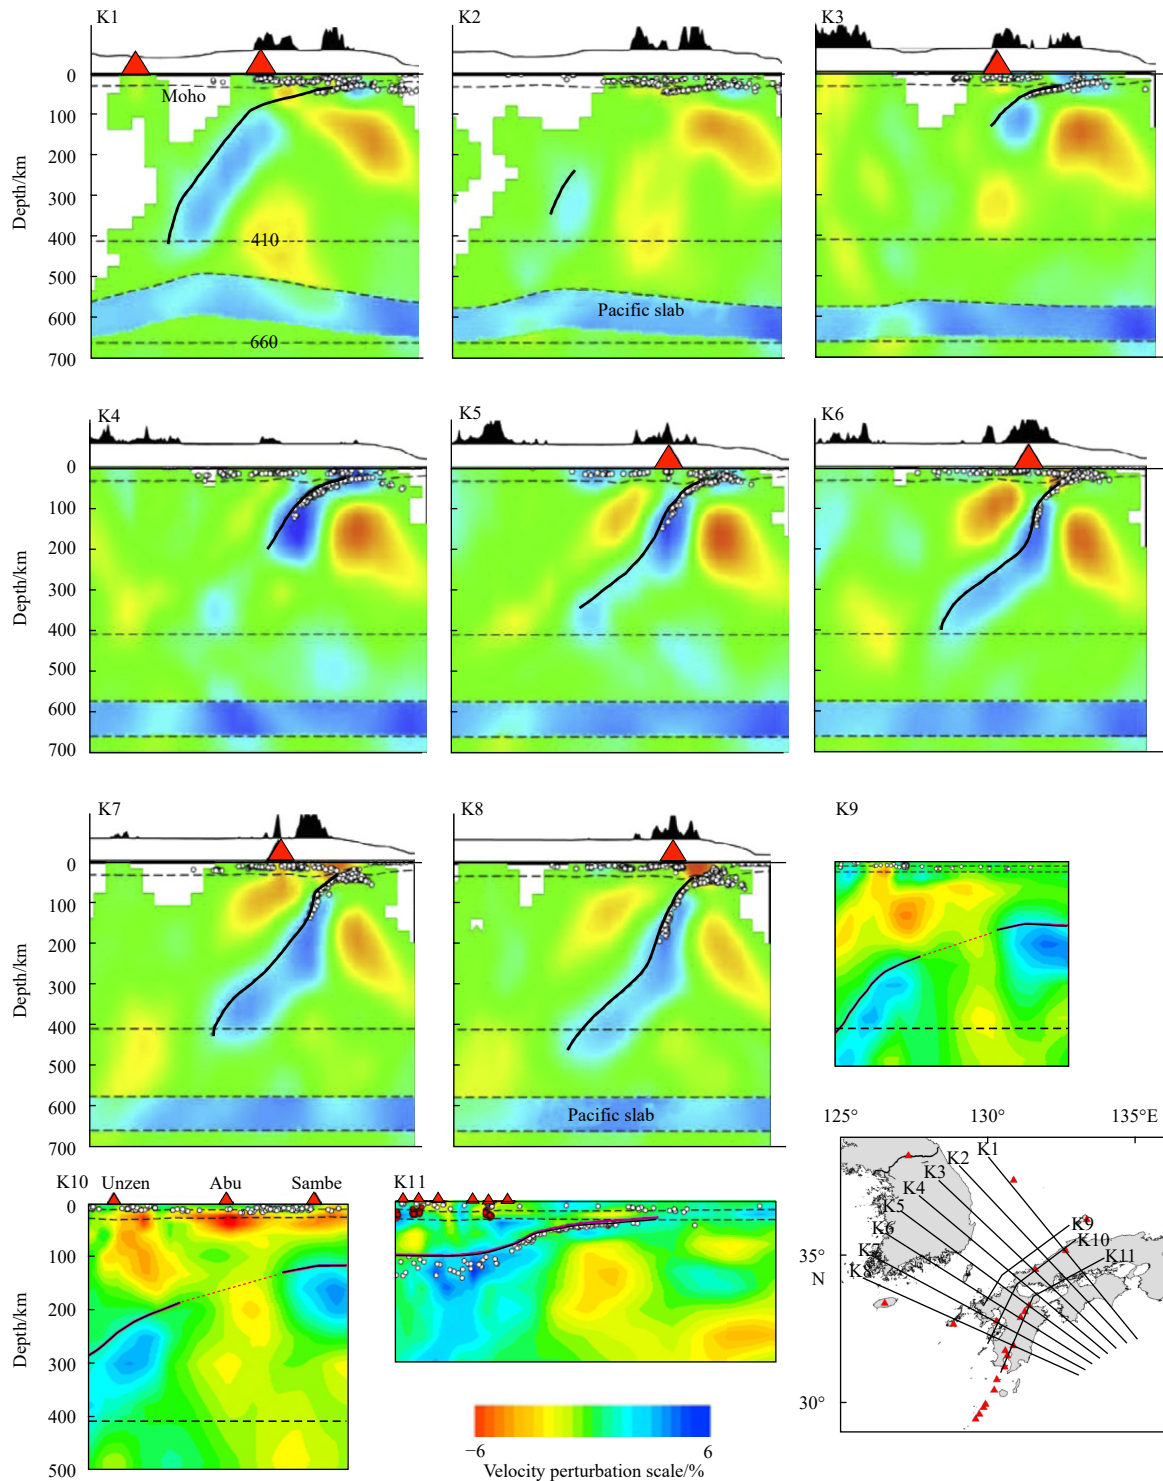 K1
K2
K3
0
100
200
300
400
500
600
700
Depth/km
Moho
410
660
Pacific slab
K4
K5
K6
0
100
200
300
400
500
600
700
Depth/km
K7
K8
K9
0
100
200
300
400
500
600
700
Depth/km
Pacific slab
K10
Unzen
Abu
Sambe
K11
0
100
200
300
400
500
Depth/km
−6
6
Velocity perturbation scale/%
125°
130°
135°E
K1
K2
K3
K4
K5
K6
K7
K8
K9
K10
K11
35°
N
30°